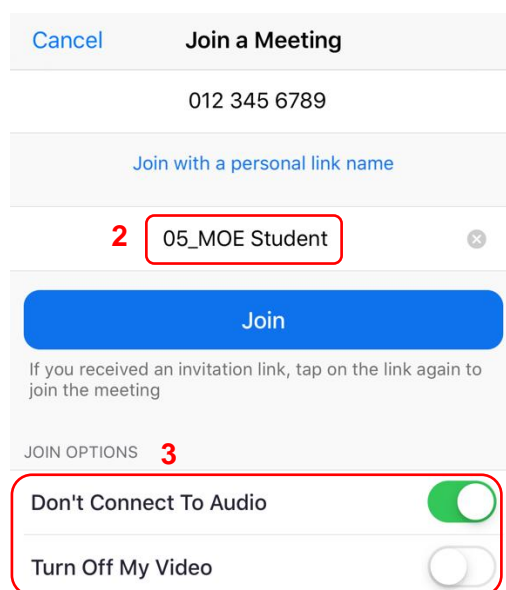 Cancel Join a Meeting
012 345 6789
Join with a personal link name
2 05_MOE Student
Join
If you received an invitation link, tap on the link again to
join the meeting
JOIN OPTIONS 3
Don't Connect To Audio
Turn Off My Video